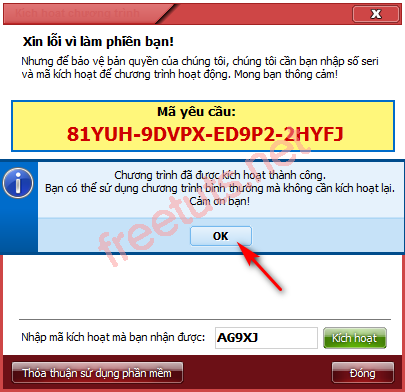 Kích hoạt chương trình
Xin lỗi vì làm phiền bạn!
Nhưng để bảo vệ bản quyền của chúng tôi, chúng tôi cần bạn nhập số seri
và mã kích hoạt để chương trình hoạt động. Mong bạn thông cảm!
Mã yêu cầu:
81YUH-9DVPX-ED9P2-2HYFJ
Chương trình đã được kích hoạt thành công.
Bạn có thể sử dụng chương trình bình thường mà không cần kích hoạt lại.
Cảm ơn bạn!
OK
freetuts.net
Nhập mã kích hoạt mà bạn nhận được: AG9XJ Kích hoạt
Thỏa thuận sử dụng phần mềm Đóng